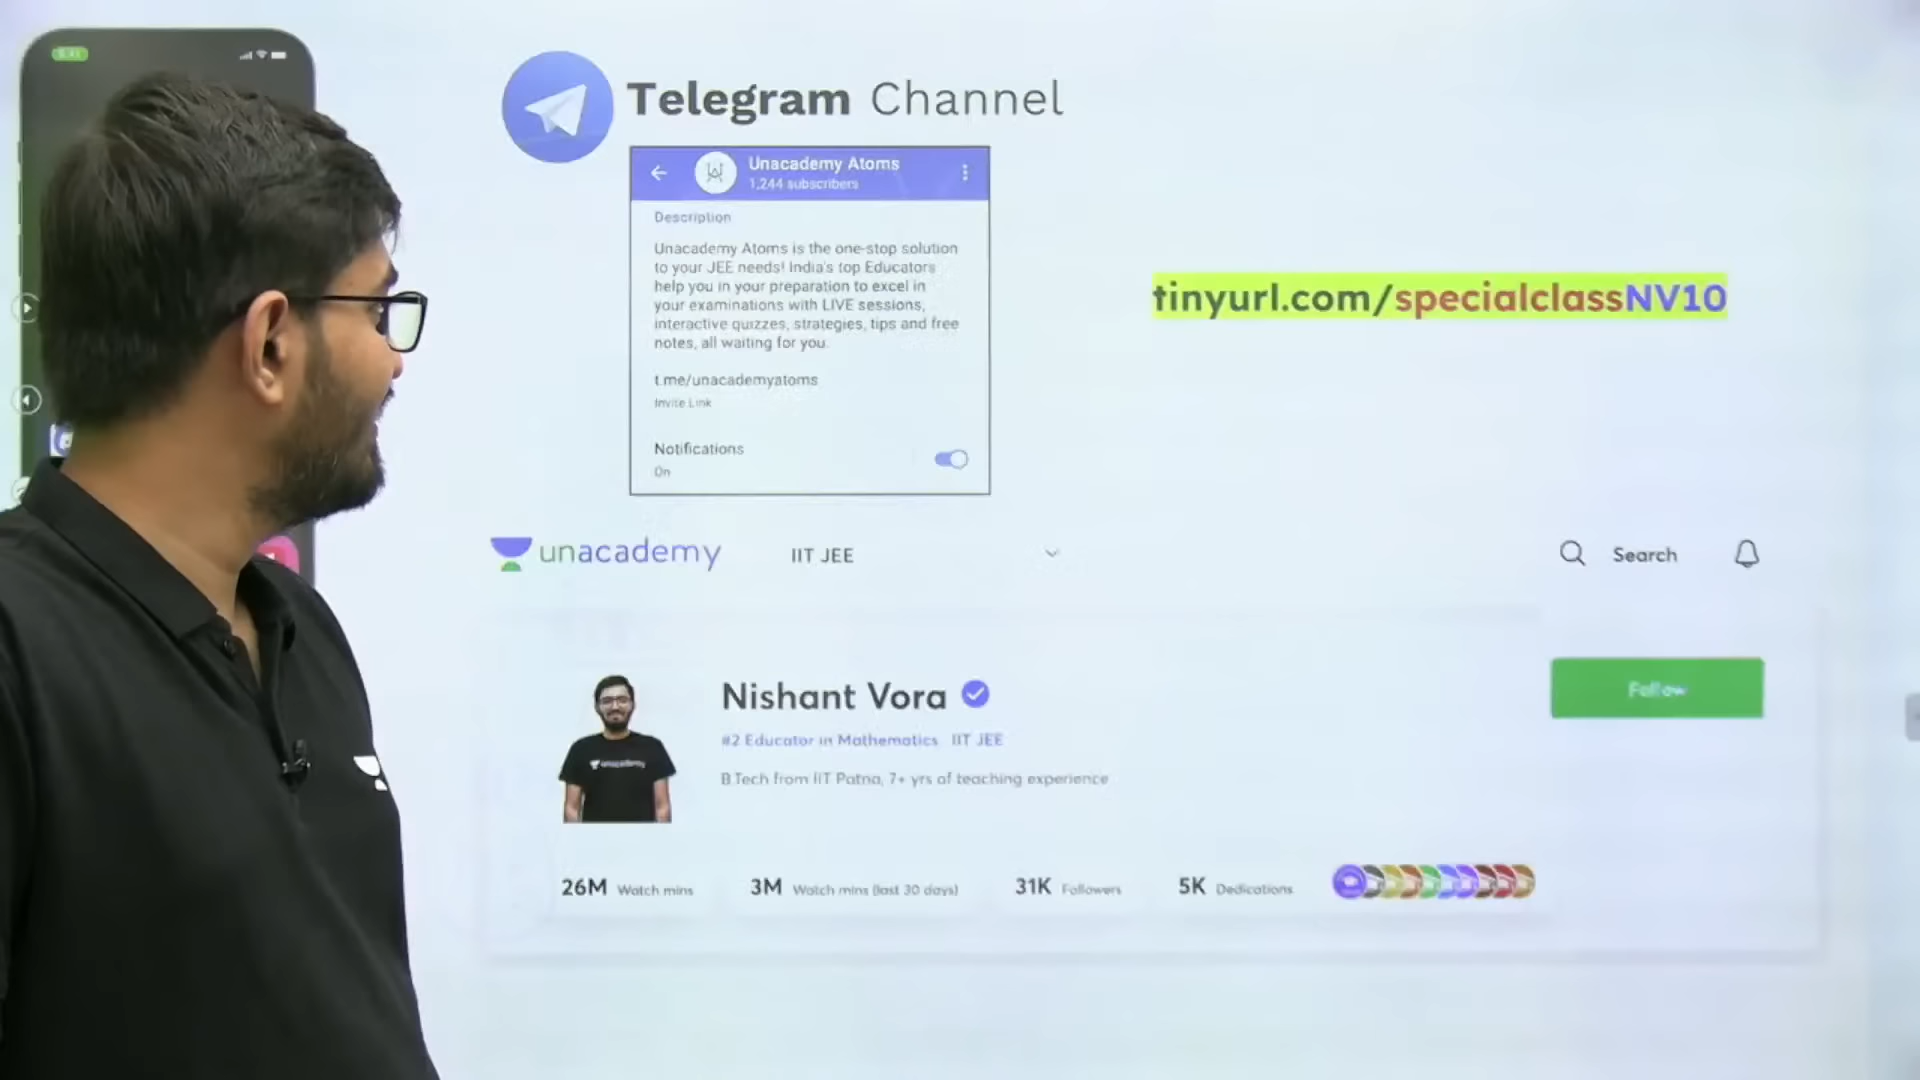 Telegram Channel
Unacademy Atoms
1,244 subscribers
Description
Unacademy Atoms is the one-stop solution
to your JEE needs! India's top Educators
help you in your preparation to excel in
your examinations with LIVE sessions,
interactive quizzes, strategies, tips and free
notes, all waiting for you.
t.me/unacademyatoms
Invite Link
Notifications
On
tinyurl.com/specialclassNV10
unacademy IIT JEE Search
Nishant Vora
Follow
#2 Educator in Mathematics IIT JEE
B.Tech from IIT Patna, 7+ yrs of teaching experience
unacademy
26M Watch mins 3M Watch mins (last 30 days) 31K Followers 5K Dedications